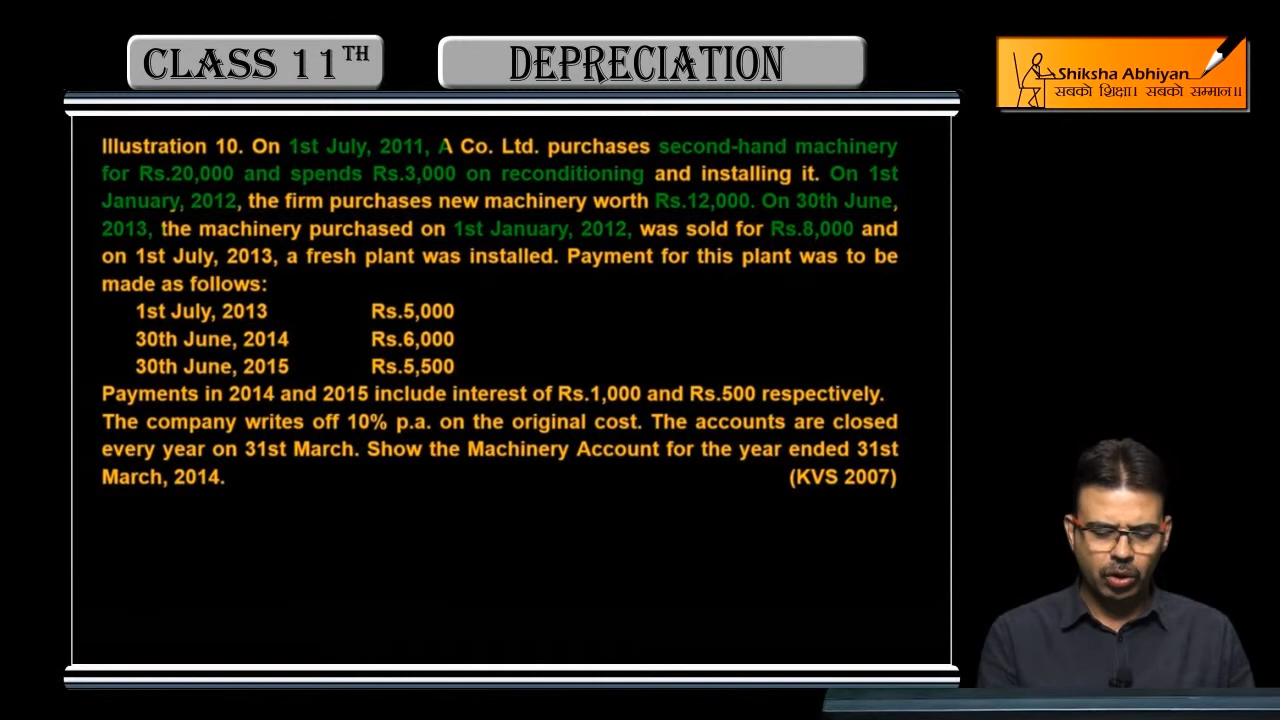 CLASS 11TH
DEPRECIATION
Shiksha Abhiyan
सबको शिक्षा। सबको सम्मान।।
Illustration 10. On 1st July, 2011, A Co. Ltd. purchases second-hand machinery
for Rs.20,000 and spends Rs.3,000 on reconditioning and installing it. On 1st
January, 2012, the firm purchases new machinery worth Rs.12,000. On 30th June,
2013, the machinery purchased on 1st January, 2012, was sold for Rs.8,000 and
on 1st July, 2013, a fresh plant was installed. Payment for this plant was to be
made as follows:
1st July, 2013 Rs.5,000
30th June, 2014 Rs.6,000
30th June, 2015 Rs.5,500
Payments in 2014 and 2015 include interest of Rs.1,000 and Rs.500 respectively.
The company writes off 10% p.a. on the original cost. The accounts are closed
every year on 31st March. Show the Machinery Account for the year ended 31st
March, 2014. (KVS 2007)